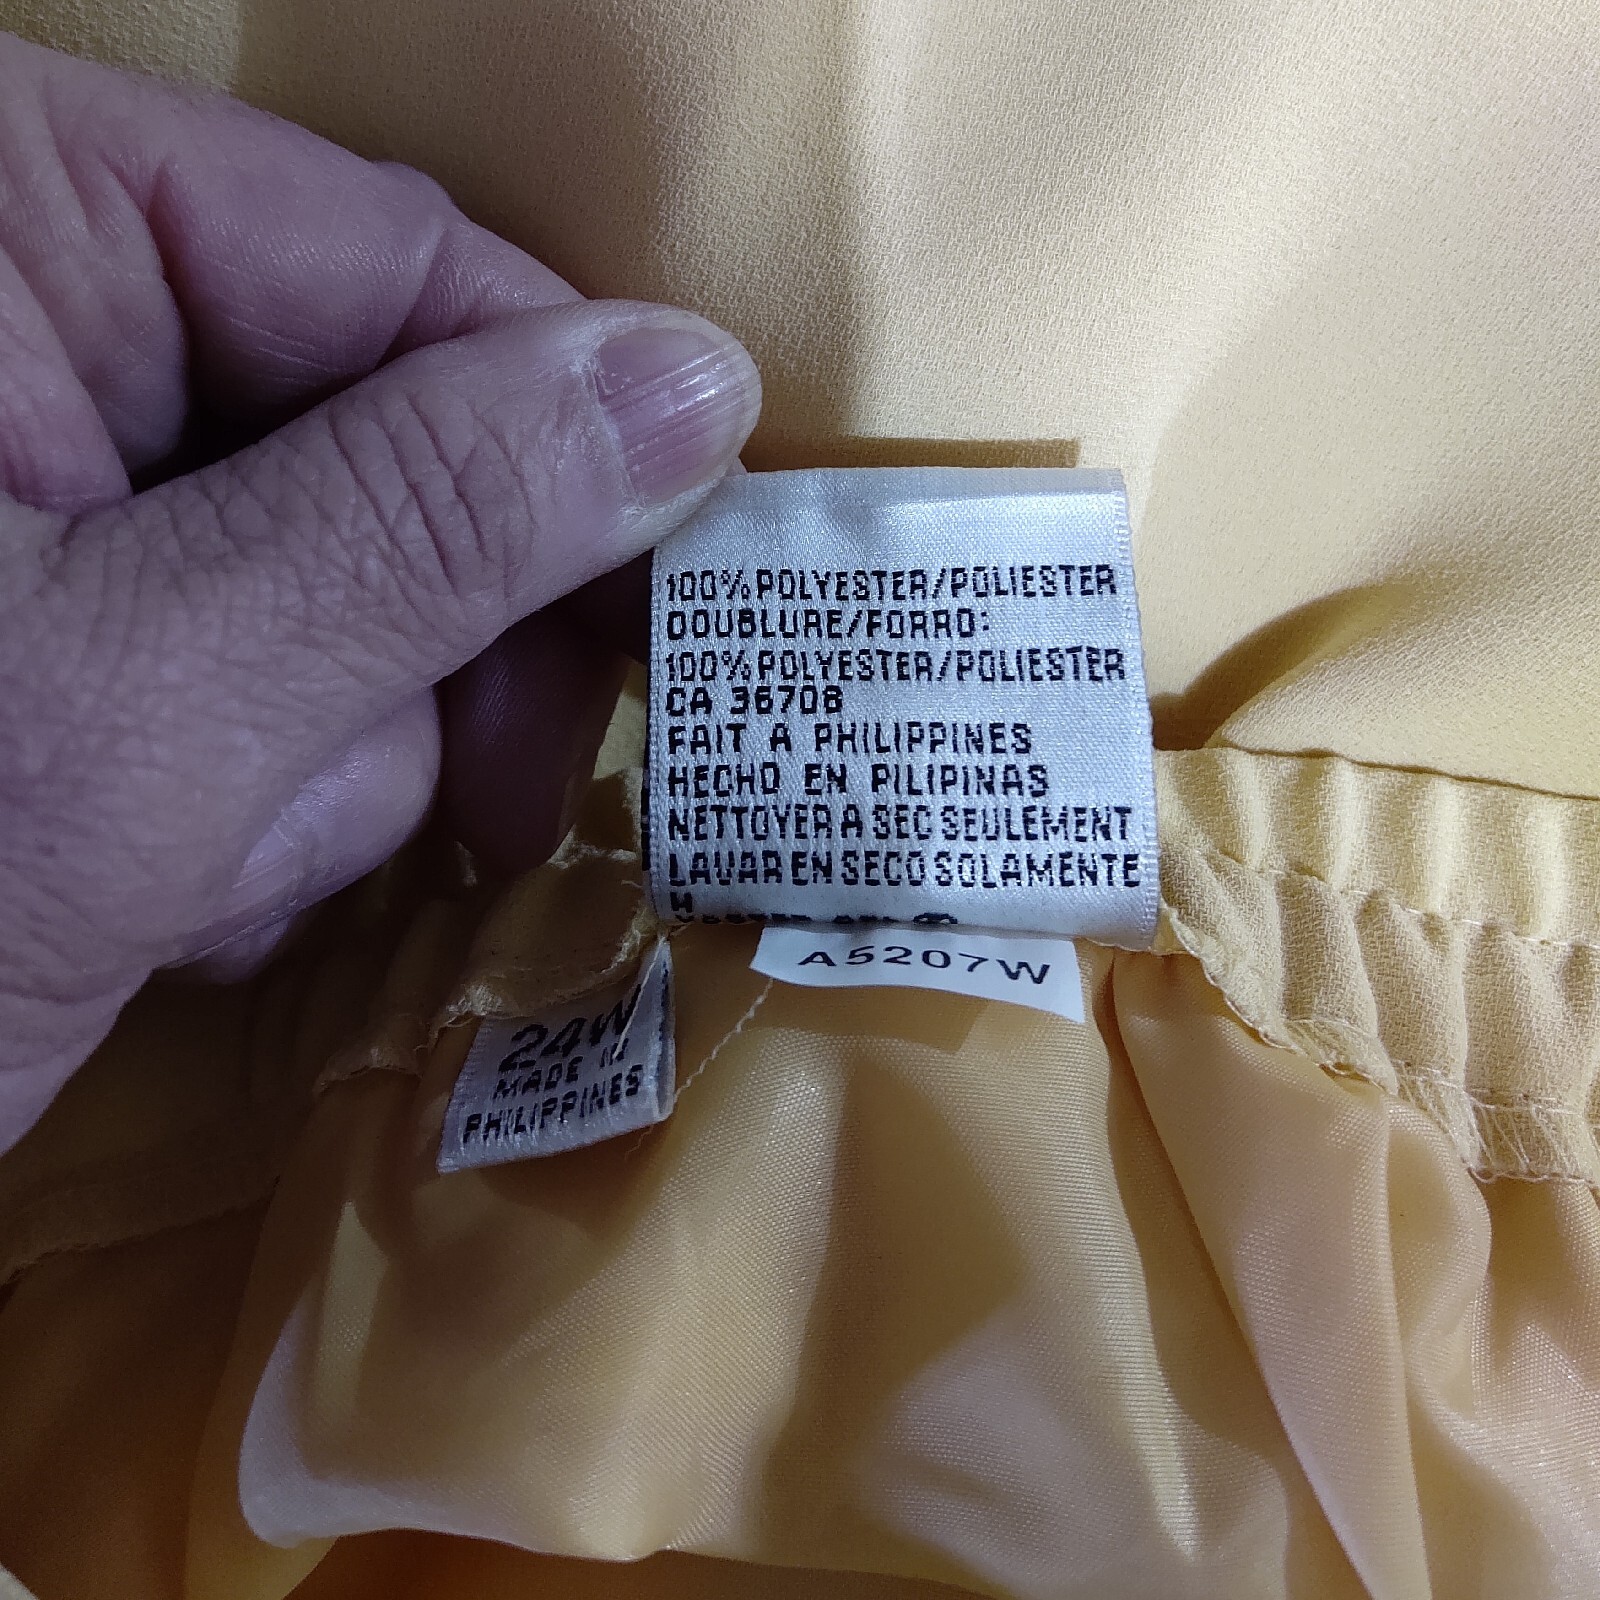 100% POLYESTER/POLIESTER
DOUBLURE/FORRO:
100% POLYESTER/POLIESTER
CA 36708
FAIT A PHILIPPINES
HECHO EN PILIPINAS
NETTOYER A SEC SEULEMENT
LAVAR EN SECO SOLAMENTE
H
A5207W
24W
MADE IN
PHILIPPINES